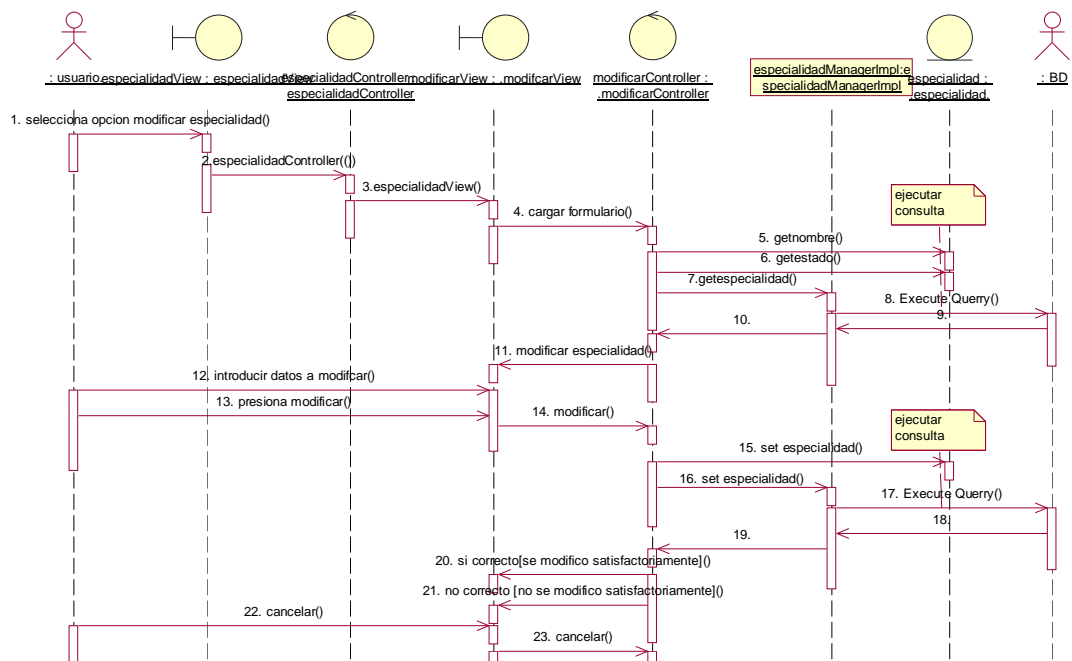 : usuario
especialidadView : especialidadView
especialidadController :
especialidadController
modificarView : .modifcarView
modificarController :
.modificarController
especialidadManagerImpl:e
specialidadManagerImpl
especialidad :
especialidad.
: BD
1. selecciona opcion modificar especialidad()
2.especialidadController(()
3.especialidadView()
4. cargar formulario()
ejecutar
consulta
5. getnombre()
6. getestado()
7.getespecialidad()
8. Execute Querry()
9.
10.
11. modificar especialidad()
12. introducir datos a modifcar()
13. presiona modificar()
14. modificar()
ejecutar
consulta
15. set especialidad()
16. set especialidad()
17. Execute Querry()
18.
19.
20. si correcto[se modifico satisfactoriamente]()
21. no correcto [no se modifico satisfactoriamente]()
22. cancelar()
23. cancelar()